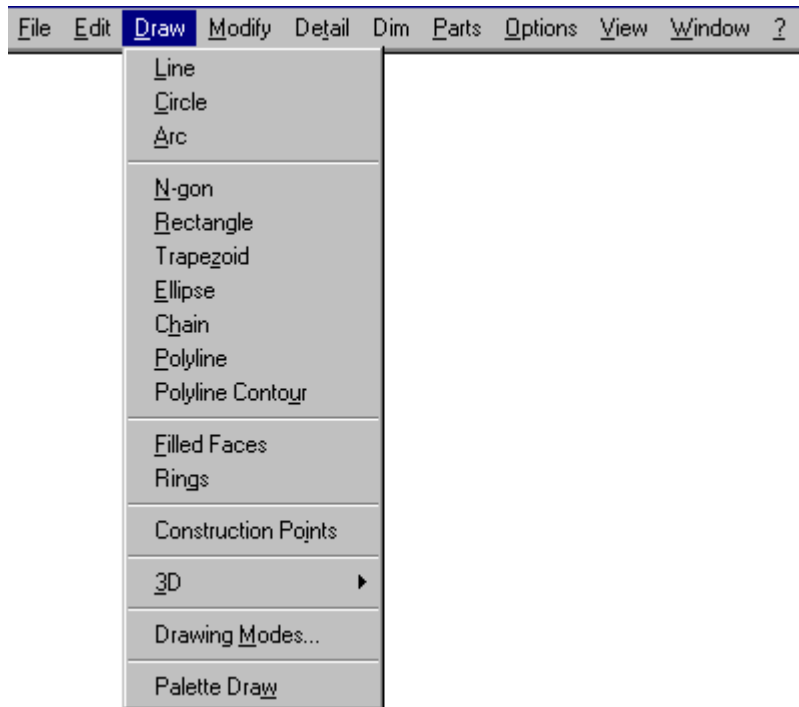 File Edit Draw Modify Detail Dim Parts Options View Window ?
Line
Circle
Arc
N-gon
Rectangle
Trapezoid
Ellipse
Chain
Polyline
Polyline Contour
Filled Faces
Rings
Construction Points
3D
Drawing Modes...
Palette Draw